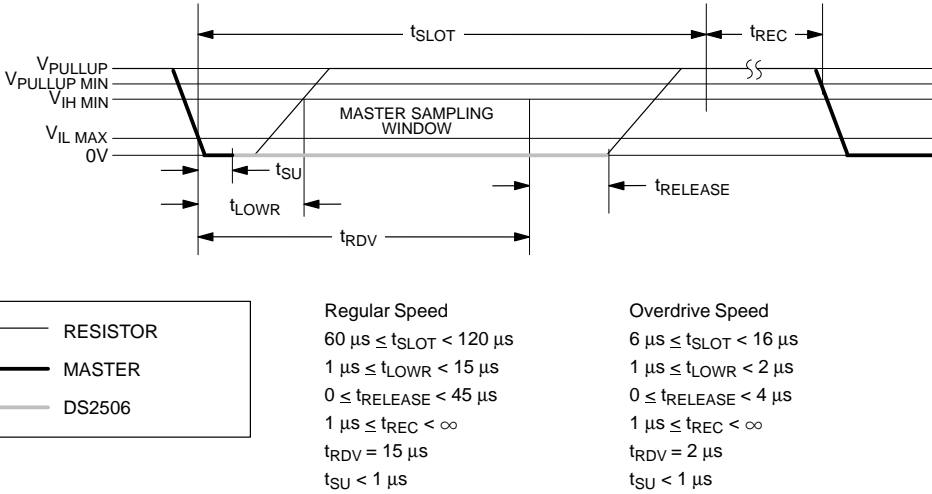 tSLOT
tREC
VPULLUP
VPULLUP MIN
VIH MIN
MASTER SAMPLING
WINDOW
VIL MAX
0V
tSU
tRELEASE
tLOWR
tRDV
RESISTOR
MASTER
DS2506
Regular Speed
60 μs ≤ tSLOT < 120 μs
1 μs ≤ tLOWR < 15 μs
0 ≤ tRELEASE < 45 μs
1 μs ≤ tREC < ∞
tRDV = 15 μs
tSU < 1 μs
Overdrive Speed
6 μs ≤ tSLOT < 16 μs
1 μs ≤ tLOWR < 2 μs
0 ≤ tRELEASE < 4 μs
1 μs ≤ tREC < ∞
tRDV = 2 μs
tSU < 1 μs